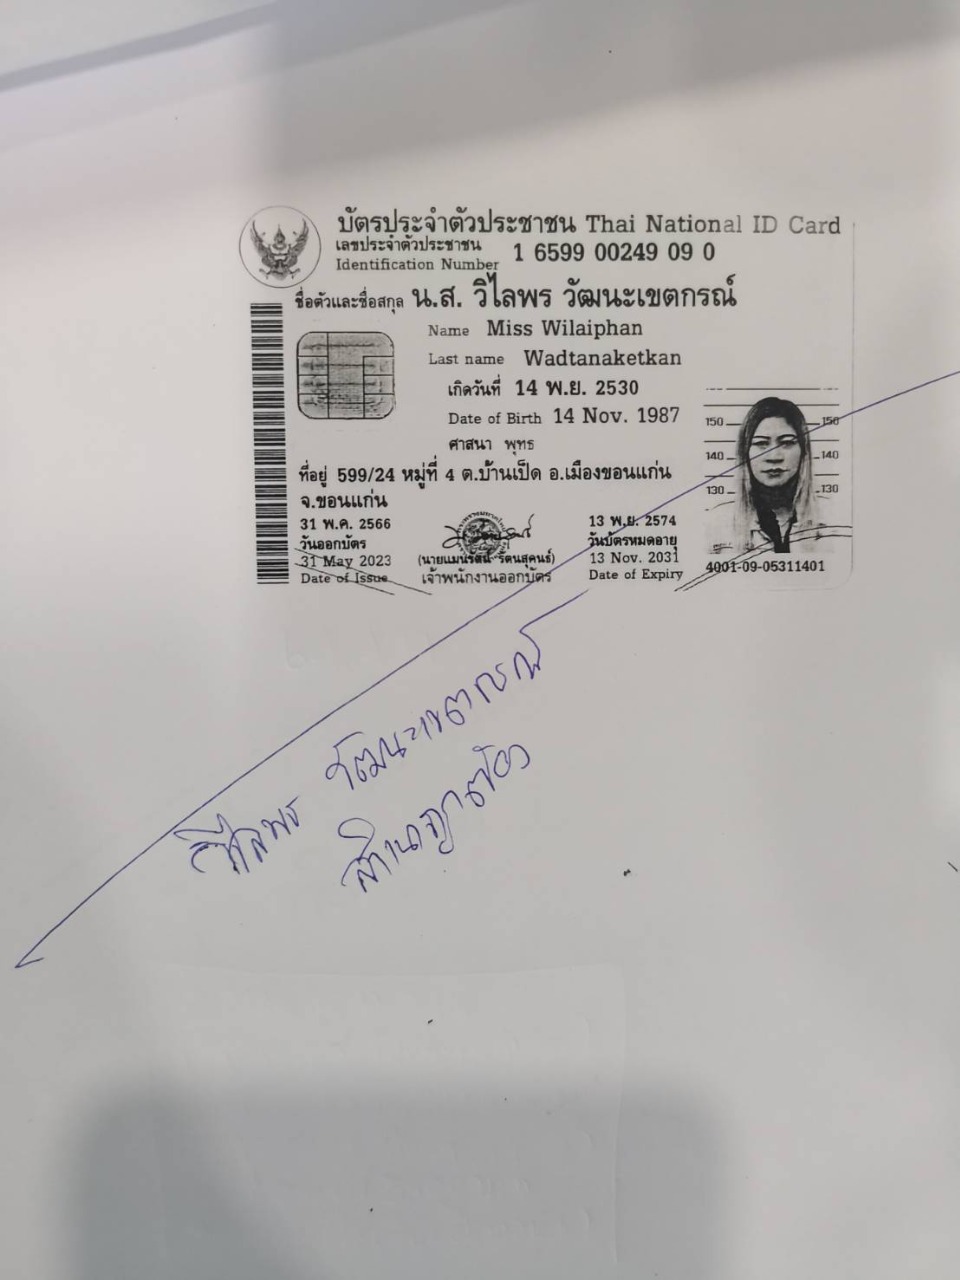 บัตรประจำตัวประชาชน Thai National ID Card
เลขประจำตัวประชาชน
Identification Number 1 6599 00249 09 0
ชื่อตัวและชื่อสกุล น.ส. วิไลพร วัฒนะเขตกรณ์
Name Miss Wilaiphan
Last name Wadtanaketkan
เกิดวันที่ 14 พ.ย. 2530
Date of Birth 14 Nov. 1987
ศาสนา พุทธ
ที่อยู่ 599/24 หมู่ที่ 4 ต.บ้านเป็ด อ.เมืองขอนแก่น
จ.ขอนแก่น
150 150
140 140
130 130
31 พ.ค. 2566
วันออกบัตร
31 May 2023
Date of Issue
เจ้าพนักงานออกบัตร
13 พ.ย. 2574
วันบัตรหมดอายุ
13 Nov. 2031
Date of Expiry
4001-09-05311401
วิไลพร วัฒนะเขตกรณ์
สำเนาถูกต้อง